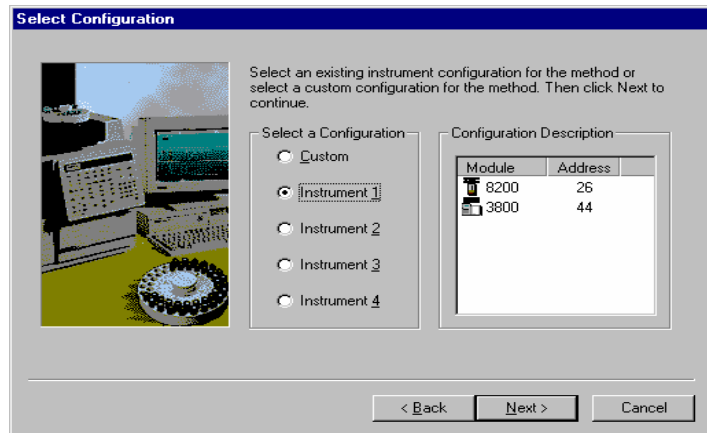 Select Configuration
Select an existing instrument configuration for the method or
select a custom configuration for the method. Then click Next to
continue.
Select a Configuration
Custom
Instrument 1
Instrument 2
Instrument 3
Instrument 4
Configuration Description
Module Address
8200 26
3800 44
< Back Next > Cancel